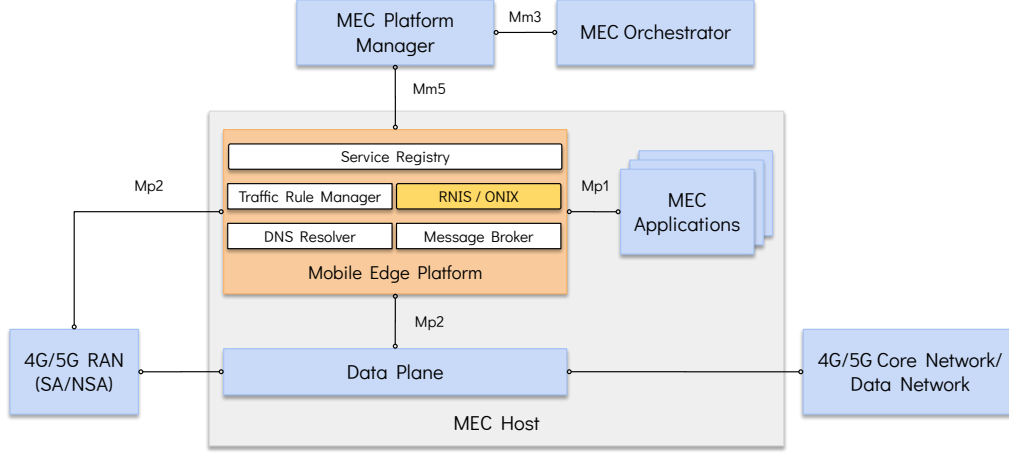 MEC Platform
Manager
Mm3
MEC Orchestrator
Mm5
Service Registry
Mp2
Traffic Rule Manager
RNIS / ONIX
Mp1
MEC
Applications
DNS Resolver
Message Broker
Mobile Edge Platform
Mp2
4G/5G RAN
(SA/NSA)
Data Plane
4G/5G Core Network/
Data Network
MEC Host